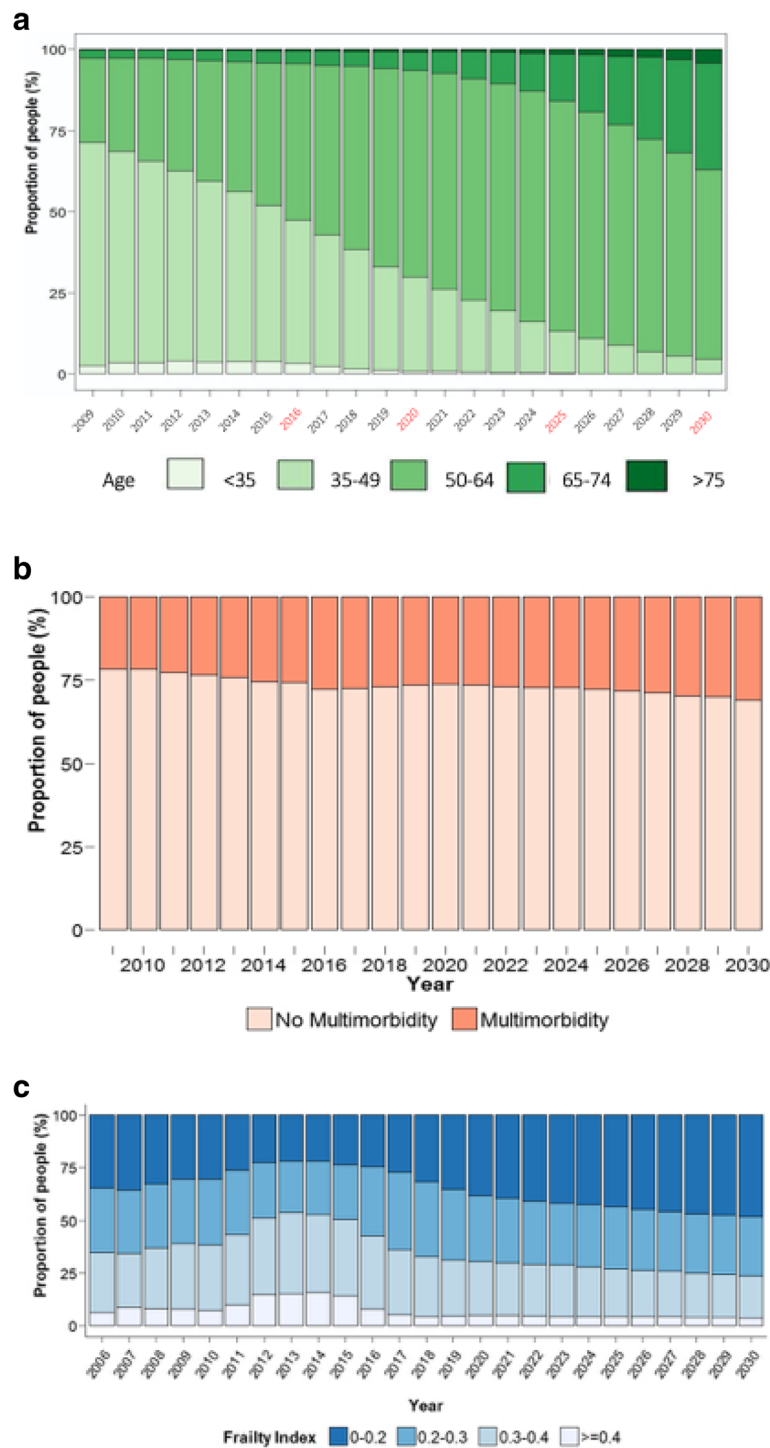 a
Proportion of people (%)
100
75
50
25
0
2009 2010 2011 2012 2013 2014 2015 2016 2017 2018 2019 2020 2021 2022 2023 2024 2025 2026 2027 2028 2029 2030
Age <35 35-49 50-64 65-74 >75
b
Proportion of people (%)
100
75
50
25
0
2010 2012 2014 2016 2018 2020 2022 2024 2026 2028 2030
Year
No Multimorbidity Multimorbidity
c
Proportion of people (%)
100
75
50
25
0
2006 2007 2008 2009 2010 2011 2012 2013 2014 2015 2016 2017 2018 2019 2020 2021 2022 2023 2024 2025 2026 2027 2028 2029 2030
Year
Frailty Index 0-0.2 0.2-0.3 0.3-0.4 >=0.4